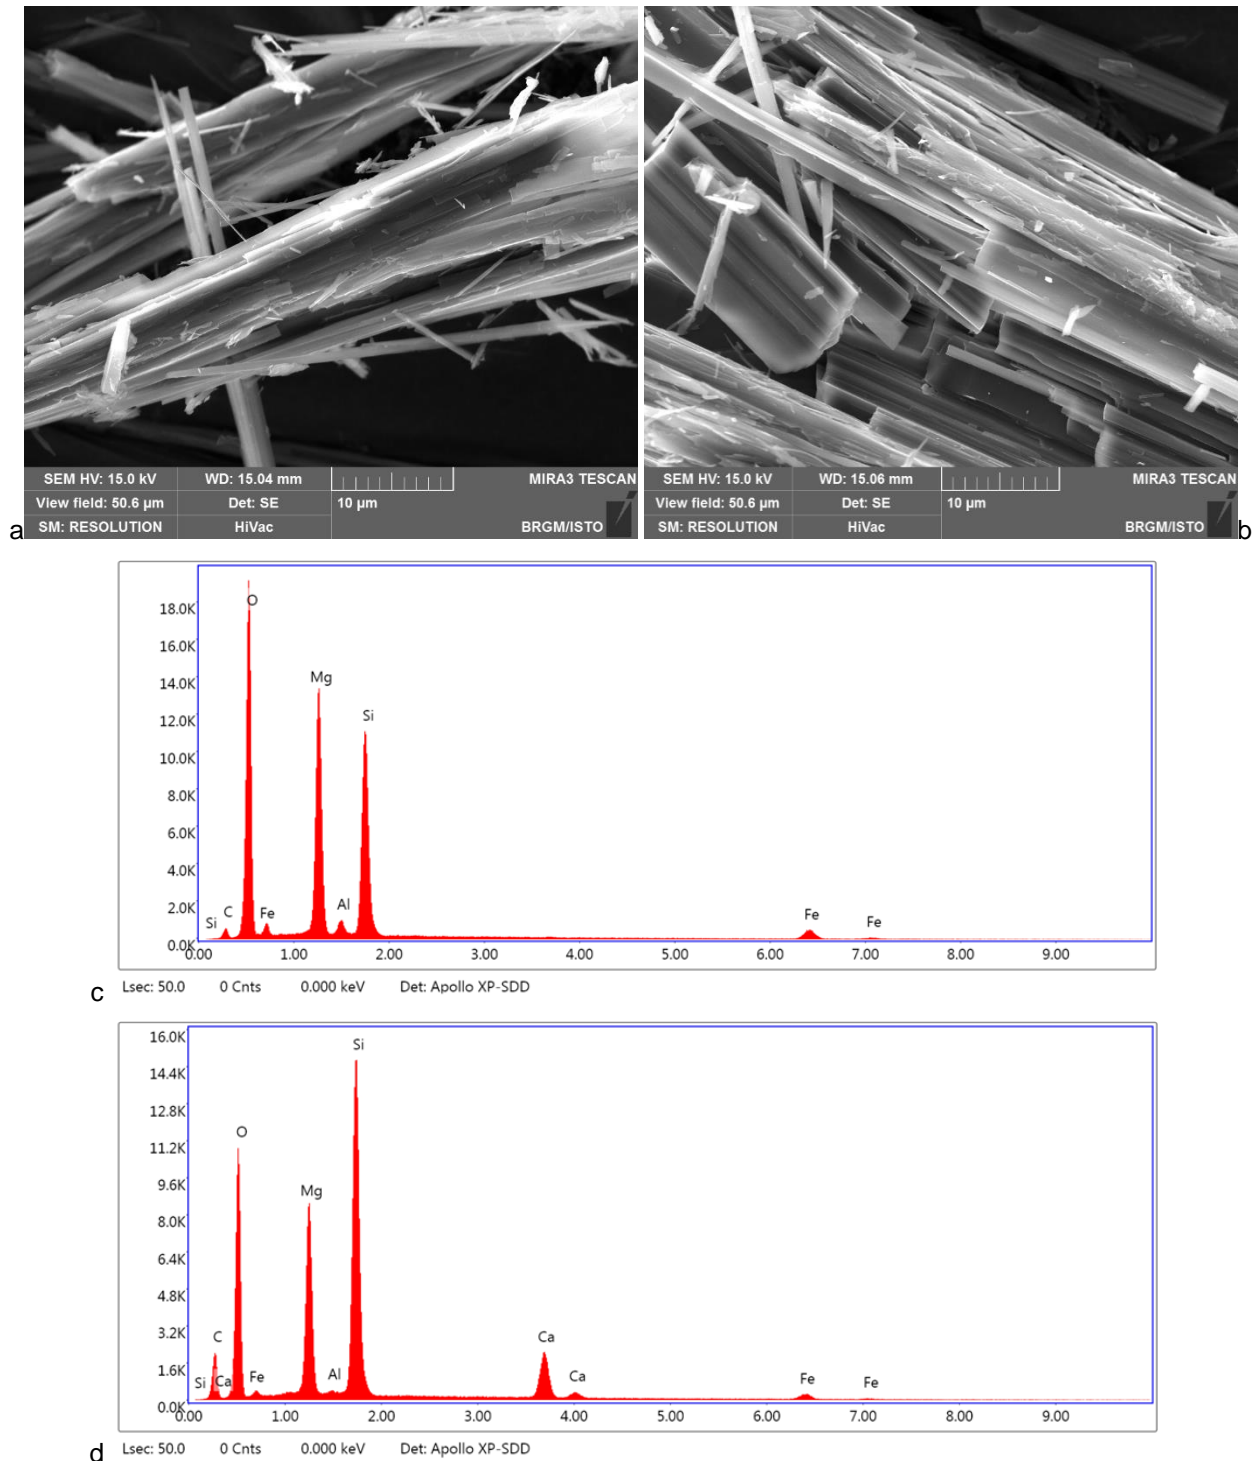 SEM HV: 15.0 kV WD: 15.04 mm MIRA3 TESCAN
View field: 50.6 µm Det: SE 10 µm
SM: RESOLUTION HiVac BRGM/ISTO
a
SEM HV: 15.0 kV WD: 15.06 mm MIRA3 TESCAN
View field: 50.6 µm Det: SE 10 µm
SM: RESOLUTION HiVac BRGM/ISTO
b
18.0K
16.0K
14.0K
12.0K
10.0K
8.0K
6.0K
4.0K
2.0K
0.0K
O
Mg
Si
Si C Fe Al Fe Fe
0.00 1.00 2.00 3.00 4.00 5.00 6.00 7.00 8.00 9.00
c Lsec: 50.0 0 Cnts 0.000 keV Det: Apollo XP-SDD
16.0K
14.4K
12.8K
11.2K
9.6K
8.0K
6.4K
4.8K
3.2K
1.6K
0.0K
Si
O
Mg
C Ca
Si Ca Fe Al Ca Fe Fe
0.00 1.00 2.00 3.00 4.00 5.00 6.00 7.00 8.00 9.00
d Lsec: 50.0 0 Cnts 0.000 keV Det: Apollo XP-SDD